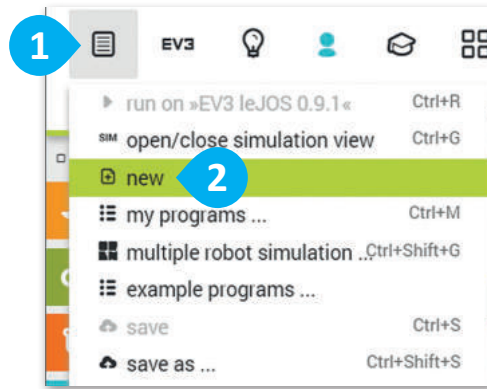 1
EV3
run on »EV3 leJOS 0.9.1« Ctrl+R
SIM open/close simulation view Ctrl+G
new 2
my programs ... Ctrl+M
multiple robot simulation ... Ctrl+Shift+G
example programs ...
save Ctrl+S
save as ... Ctrl+Shift+S